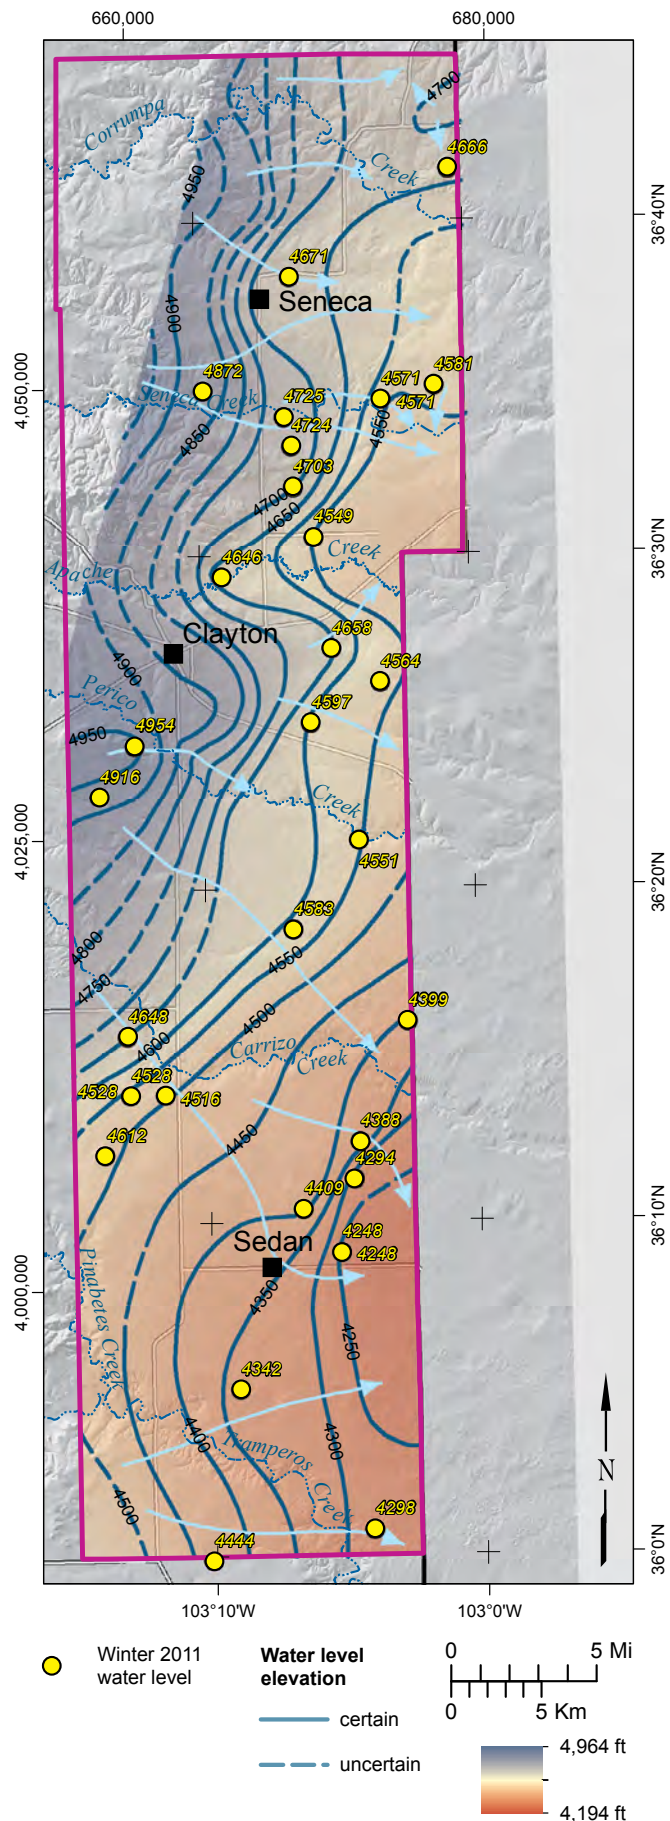 660,000
680,000
4700
Corrumpa
4666
Creek
4950
36°40'N
4671
Seneca
4900
4872
4581
4,050,000
4571
Seneca Creek
4725
4571
4550
4724
4850
4703
4700
4650
4549
36°30'N
Creek
4646
Apache
Clayton
4658
4900
4564
Perico
4597
4950
4954
4916
Creek
4,025,000
4551
36°20'N
4583
4800
4550
4750
4399
4500
4648
4600
Carrizo
Creek
4528
4528
4516
4450
4388
4612
4294
4409
36°10'N
Sedan
4248
4248
Pinabetes Creek
4350
4,000,000
4250
4342
4400
4300
Tramperos
N
4500
Creek
4298
4444
36°0'N
103°10'W
103°0'W
Winter 2011
water level
Water level
elevation
certain
uncertain
0
5 Mi
0
5 Km
4,964 ft
4,194 ft